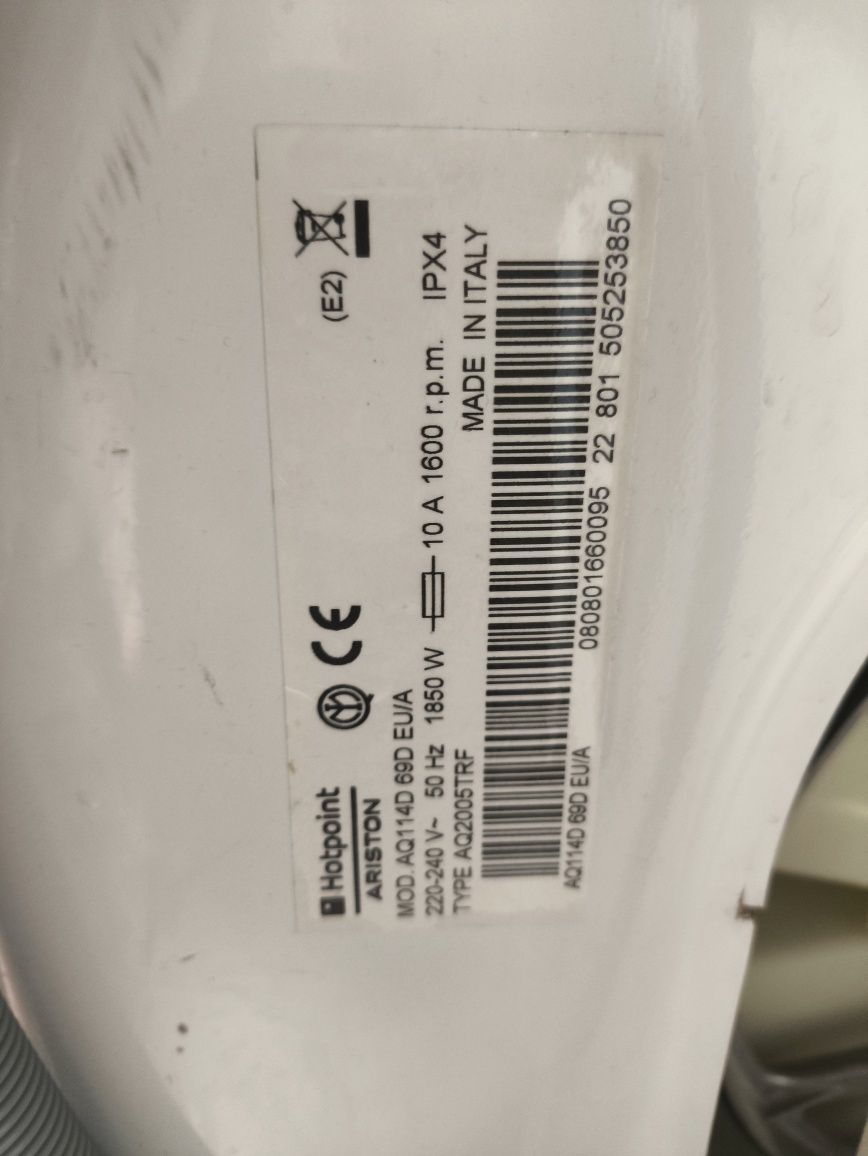 Hotpoint
ARISTON
(E2)
MOD. AQ114D 69D EU/A
220-240 V~ 50 Hz 1850 W 10 A 1600 r.p.m. IPX4
TYPE AQ2005TRF MADE IN ITALY
080801660095 22 801 505253850
AQ114D 69D EU/A